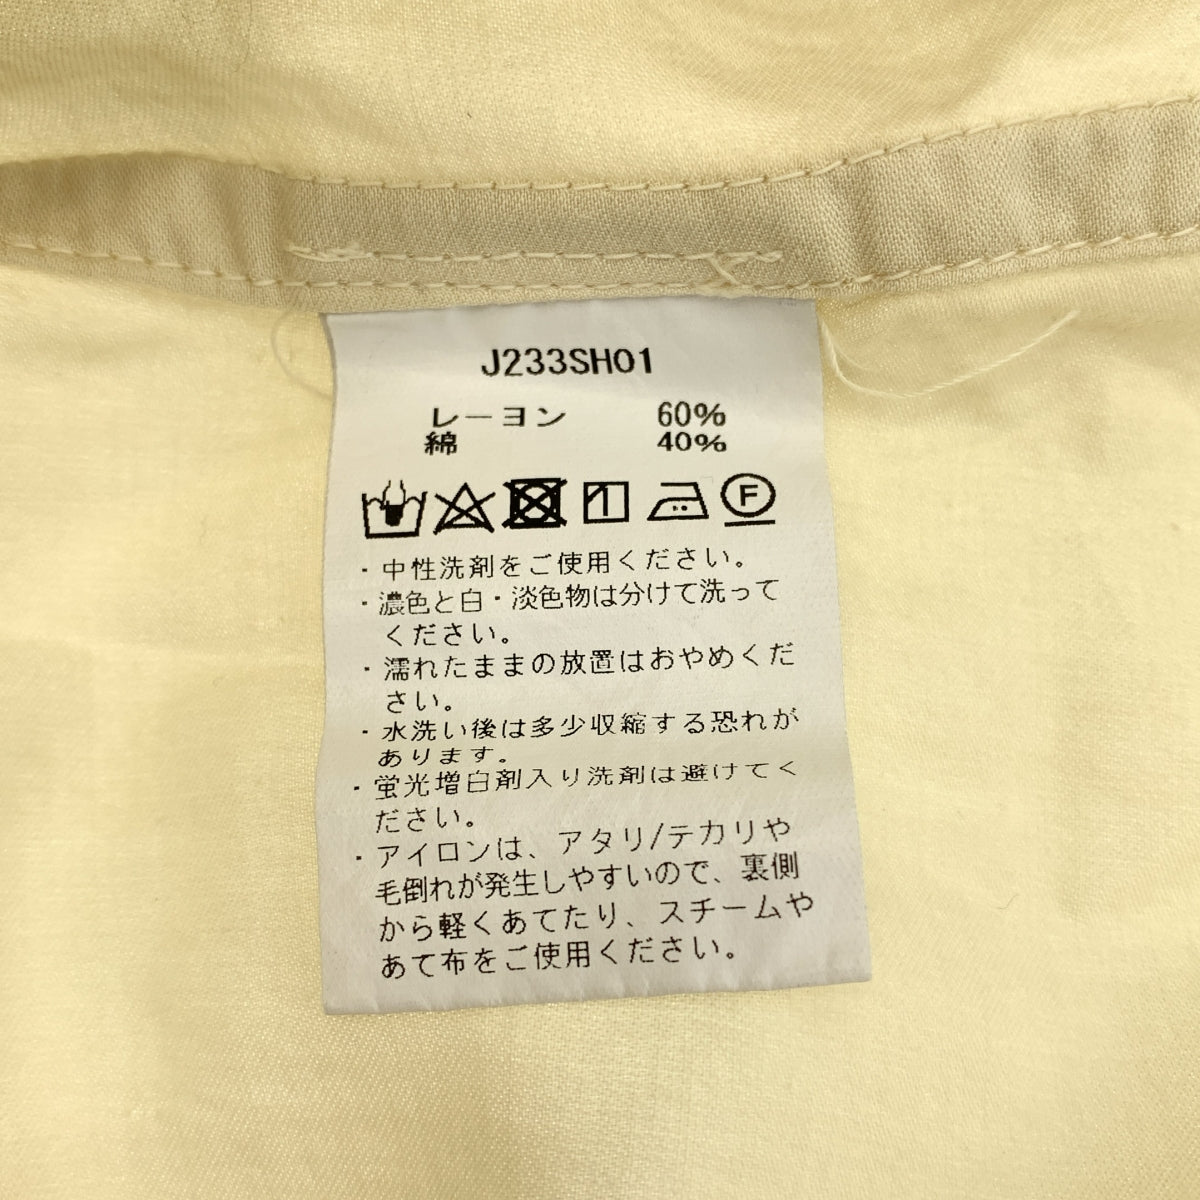 J233SH01
レーヨン 60%
綿 40%
F
・中性洗剤をご使用ください。
・濃色と白・淡色物は分けて洗って
ください。
・濡れたままの放置はおやめくだ
さい。
・水洗い後は多少収縮する恐れが
あります。
・蛍光増白剤入り洗剤は避けてく
ださい。
・アイロンは、アタリ/テカリや
毛倒れが発生しやすいので、裏側
から軽くあてたり、スチームや
あて布をご使用ください。